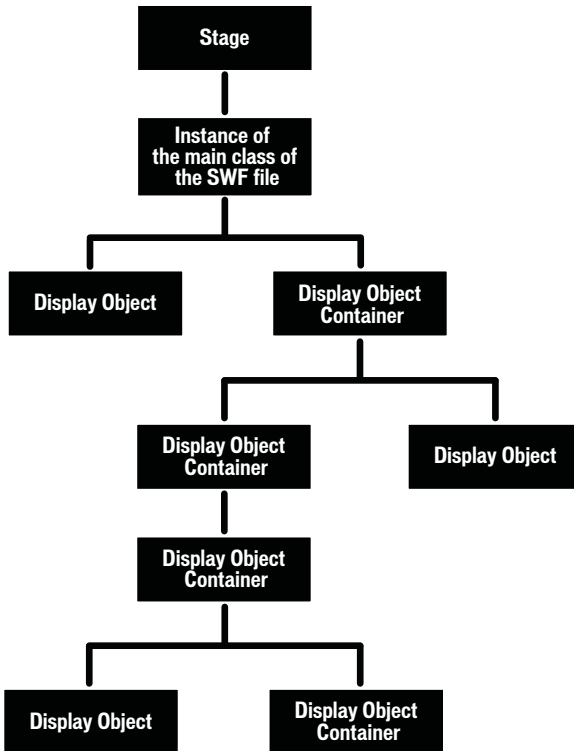 Stage
Instance of
the main class of
the SWF file
Display Object
Display Object
Container
Display Object
Container
Display Object
Display Object
Container
Display Object
Display Object
Container